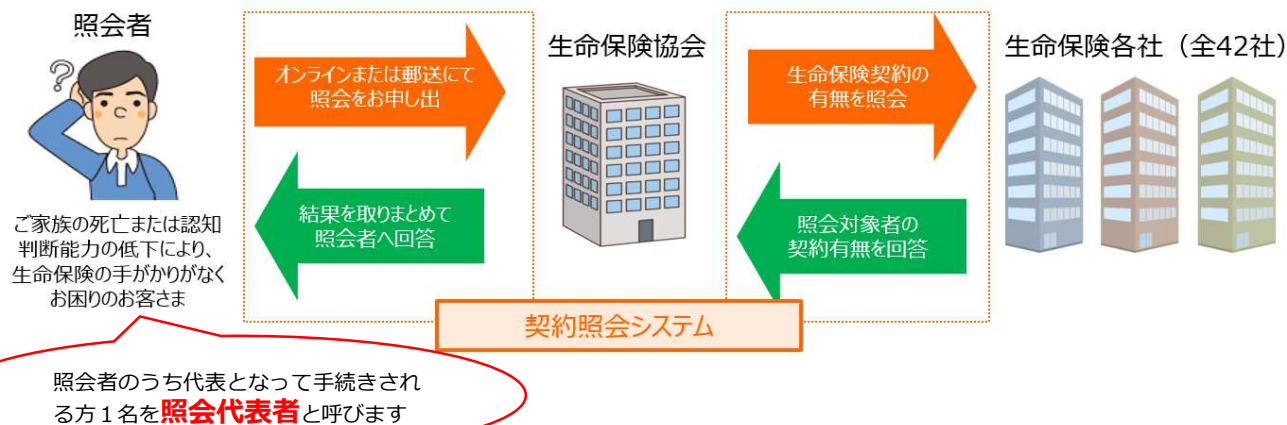 照会者
?
ご家族の死亡または認知
判断能力の低下により、
生命保険の手がかりがなく
お困りのお客さま
オンラインまたは郵送にて
照会をお申し出
結果を取りまとめて
照会者へ回答
生命保険協会
生命保険契約の
有無を照会
照会対象者の
契約有無を回答
生命保険各社（全42社）
契約照会システム
照会者のうち代表となって手続きされ
る方１名を照会代表者と呼びます